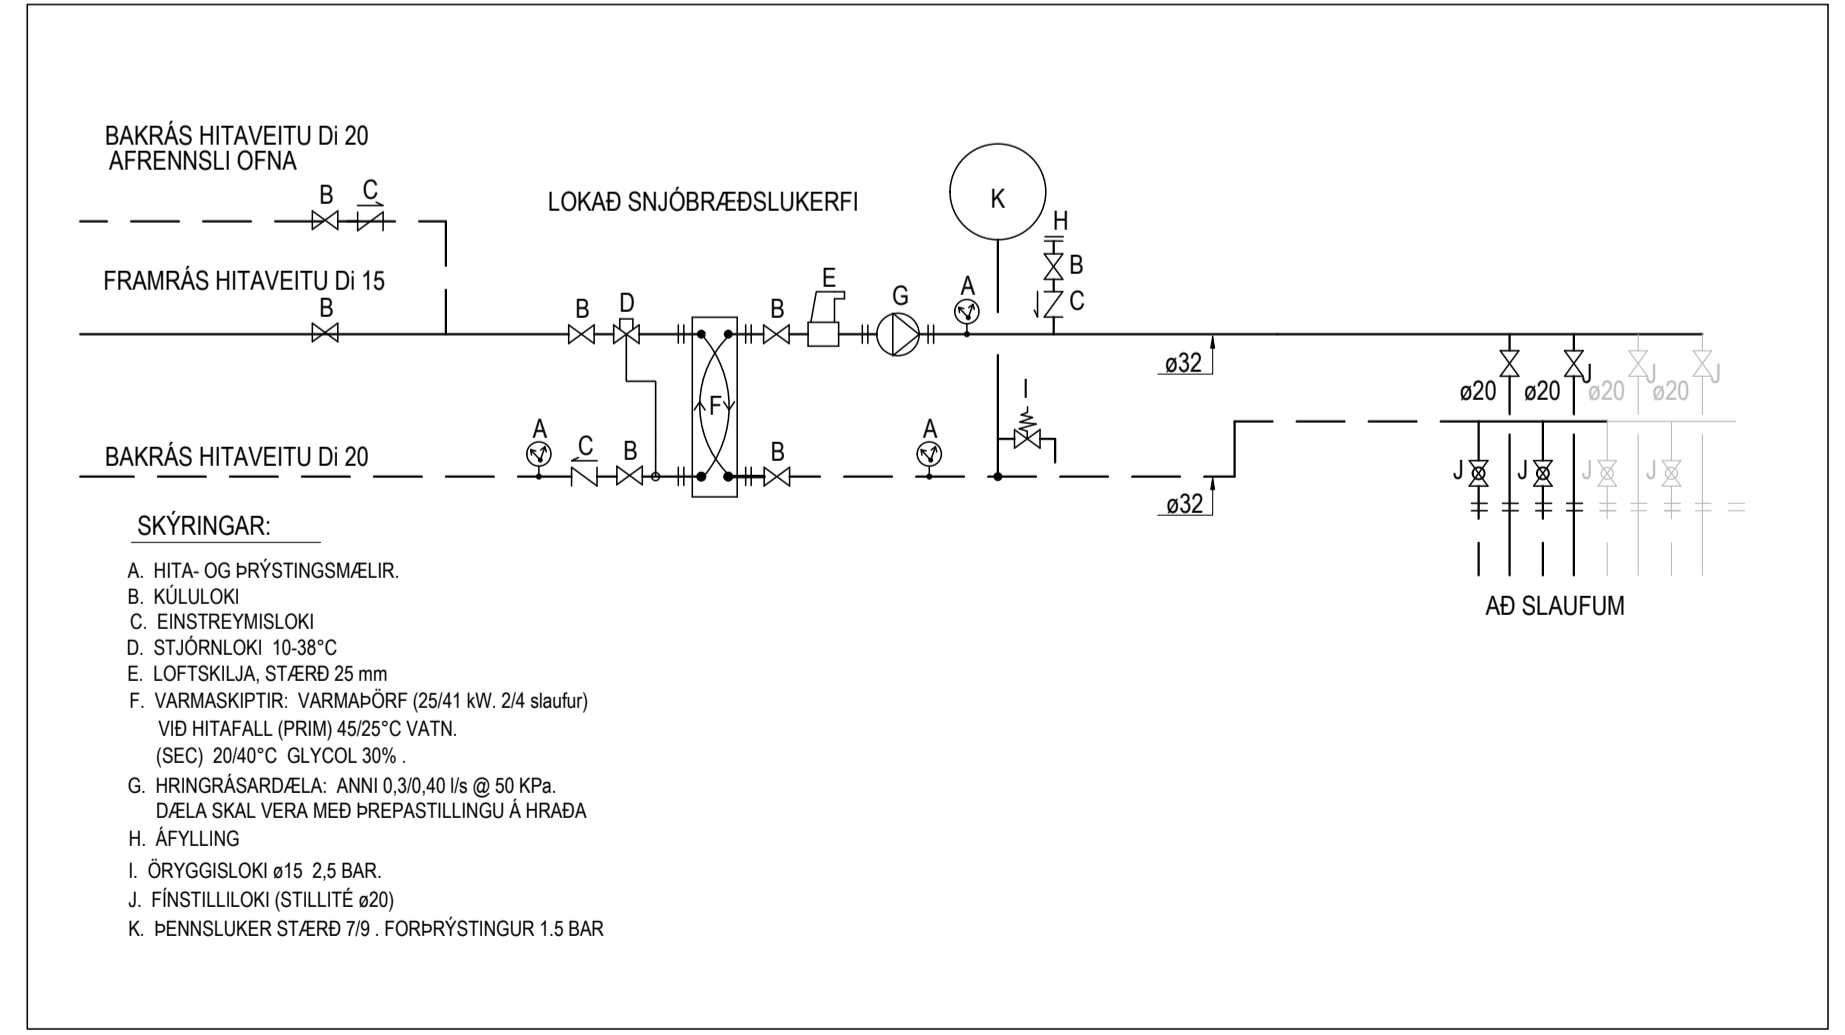 BAKRÁS HITAVEITU Di 20
AFRENNSLI OFNA
B
C
LOKAÐ SNJÓBRÆÐSLUKERFI
K
H
B
C
FRAMRÁS HITAVEITU Di 15
B
B
D
B
E
G
A
ø32
J
J
J
ø20
ø20
ø20
ø20
F
I
BAKRÁS HITAVEITU Di 20
A
C
B
B
A
ø32
J
J
J
J
AÐ SLAUFUM
SKÝRINGAR:
A. HITA- OG ÞRÝSTINGSMÆLIR.
B. KÚLULOKI
C. EINSTREYMISLOKI
D. STJÓRNLOKI 10-38°C
E. LOFTSKILJA, STÆRÐ 25 mm
F. VARMASKIPTIR: VARMAÞÖRF (25/41 kW. 2/4 slaufur)
VIÐ HITAFALL (PRIM) 45/25°C VATN.
(SEC) 20/40°C GLYCOL 30% .
G. HRINGRÁSARDÆLA: ANNI 0,3/0,40 l/s @ 50 KPa.
DÆLA SKAL VERA MEÐ ÞREPASTILLINGU Á HRAÐA
H. ÁFYLLING
I. ÖRYGGISLOKI ø15 2,5 BAR.
J. FÍNSTILLILOKI (STILLITÉ ø20)
K. ÞENNSLUKER STÆRÐ 7/9 . FORÞRÝSTINGUR 1.5 BAR